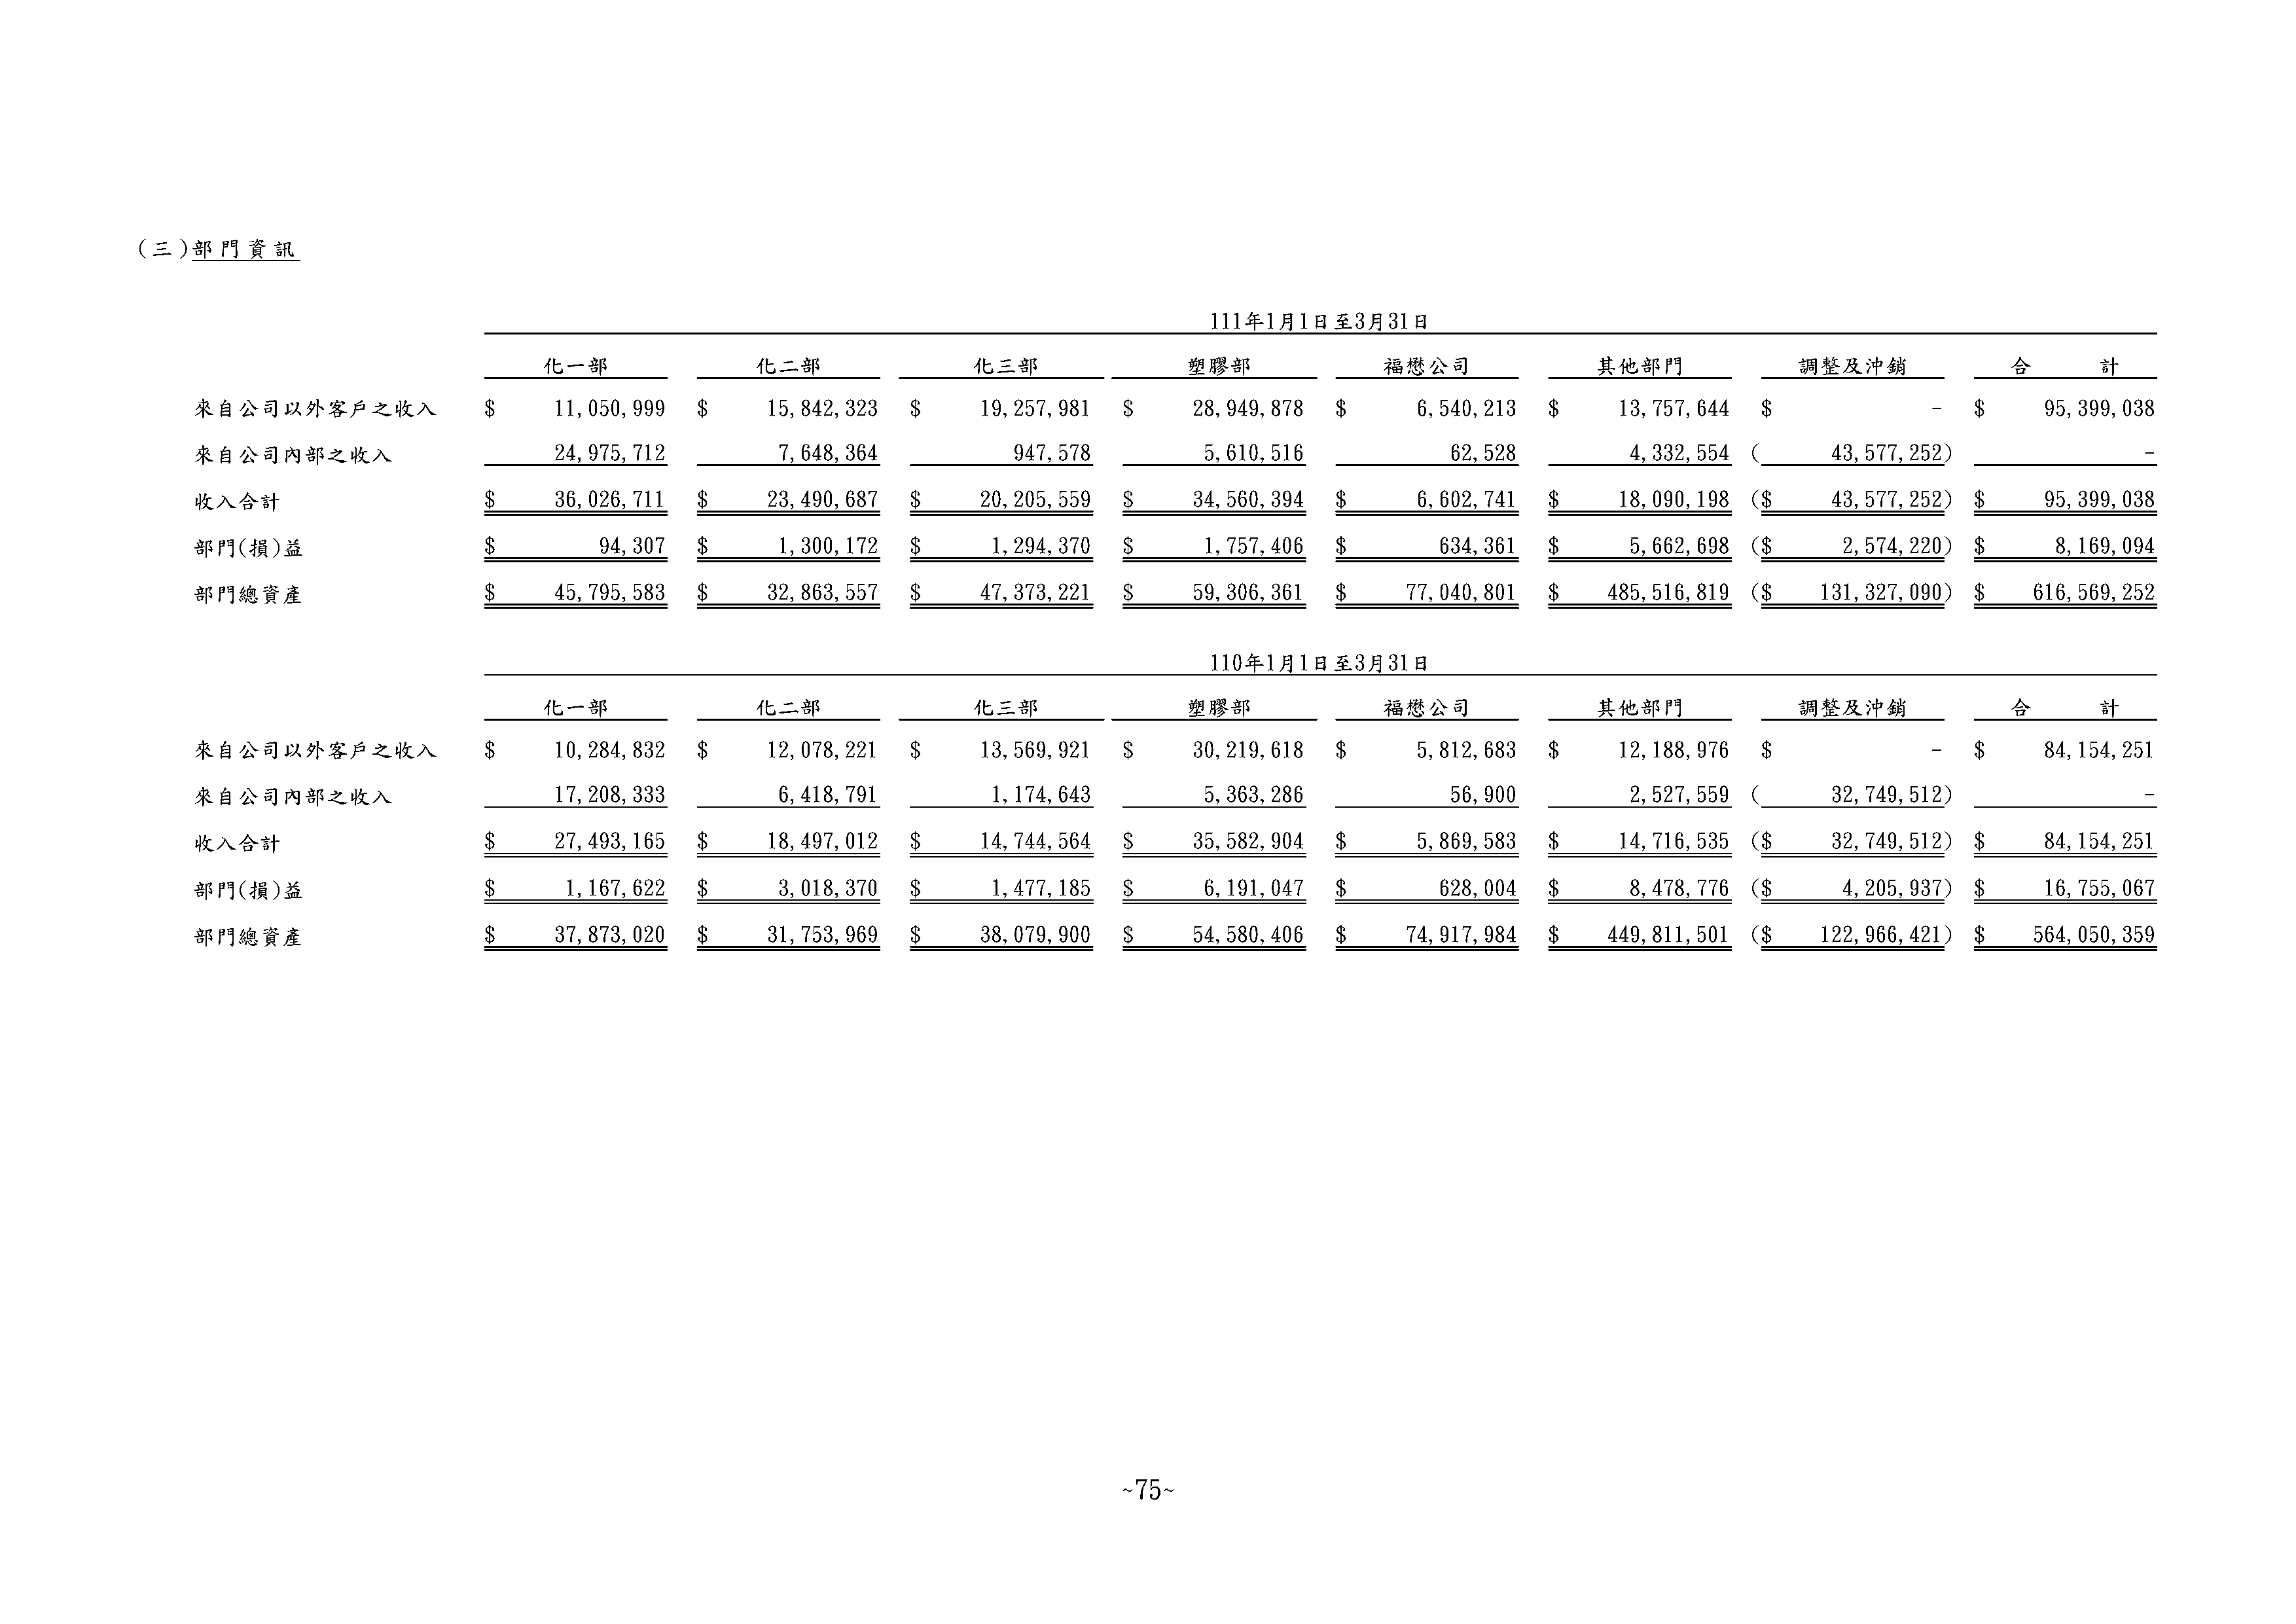 (三)部門資訊
111年1月1日至3月31日
化一部 化二部 化三部 塑膠部 福懋公司 其他部門 調整及沖銷 合 計
來自公司以外客戶之收入 $ 11,050,999 $ 15,842,323 $ 19,257,981 $ 28,949,878 $ 6,540,213 $ 13,757,644 $ - $ 95,399,038
來自公司內部之收入 24,975,712 7,648,364 947,578 5,610,516 62,528 4,332,554 ( 43,577,252) -
收入合計 $ 36,026,711 $ 23,490,687 $ 20,205,559 $ 34,560,394 $ 6,602,741 $ 18,090,198 ($ 43,577,252) $ 95,399,038
部門(損)益 $ 94,307 $ 1,300,172 $ 1,294,370 $ 1,757,406 $ 634,361 $ 5,662,698 ($ 2,574,220) $ 8,169,094
部門總資產 $ 45,795,583 $ 32,863,557 $ 47,373,221 $ 59,306,361 $ 77,040,801 $ 485,516,819 ($ 131,327,090) $ 616,569,252
110年1月1日至3月31日
化一部 化二部 化三部 塑膠部 福懋公司 其他部門 調整及沖銷 合 計
來自公司以外客戶之收入 $ 10,284,832 $ 12,078,221 $ 13,569,921 $ 30,219,618 $ 5,812,683 $ 12,188,976 $ - $ 84,154,251
來自公司內部之收入 17,208,333 6,418,791 1,174,643 5,363,286 56,900 2,527,559 ( 32,749,512) -
收入合計 $ 27,493,165 $ 18,497,012 $ 14,744,564 $ 35,582,904 $ 5,869,583 $ 14,716,535 ($ 32,749,512) $ 84,154,251
部門(損)益 $ 1,167,622 $ 3,018,370 $ 1,477,185 $ 6,191,047 $ 628,004 $ 8,478,776 ($ 4,205,937) $ 16,755,067
部門總資產 $ 37,873,020 $ 31,753,969 $ 38,079,900 $ 54,580,406 $ 74,917,984 $ 449,811,501 ($ 122,966,421) $ 564,050,359
~75~